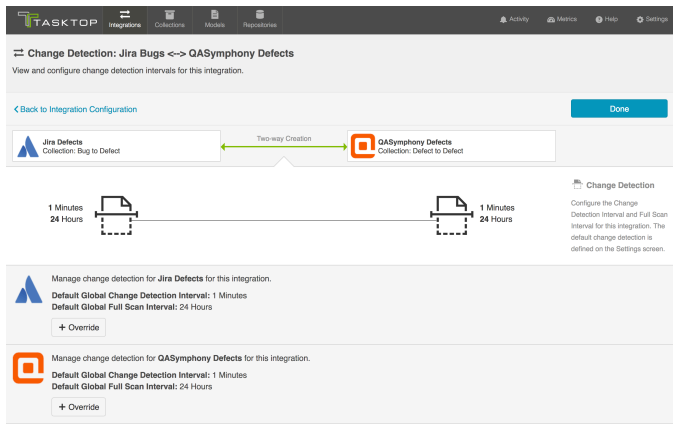 TASKTOP
Integrations
Collections
Models
Repositories
Activity
Metrics
Help
Settings
Change Detection: Jira Bugs <--> QASymphony Defects
View and configure change detection intervals for this integration.
Back to Integration Configuration
Done
Jira Defects
Collection: Bug to Defect
Two-way Creation
QASymphony Defects
Collection: Defect to Defect
1 Minutes
24 Hours
1 Minutes
24 Hours
Change Detection
Configure the Change
Detection Interval and Full Scan
Interval for this integration. The
default change detection is
defined on the Settings screen.
Manage change detection for Jira Defects for this integration.
Default Global Change Detection Interval: 1 Minutes
Default Global Full Scan Interval: 24 Hours
+ Override
Manage change detection for QASymphony Defects for this integration.
Default Global Change Detection Interval: 1 Minutes
Default Global Full Scan Interval: 24 Hours
+ Override